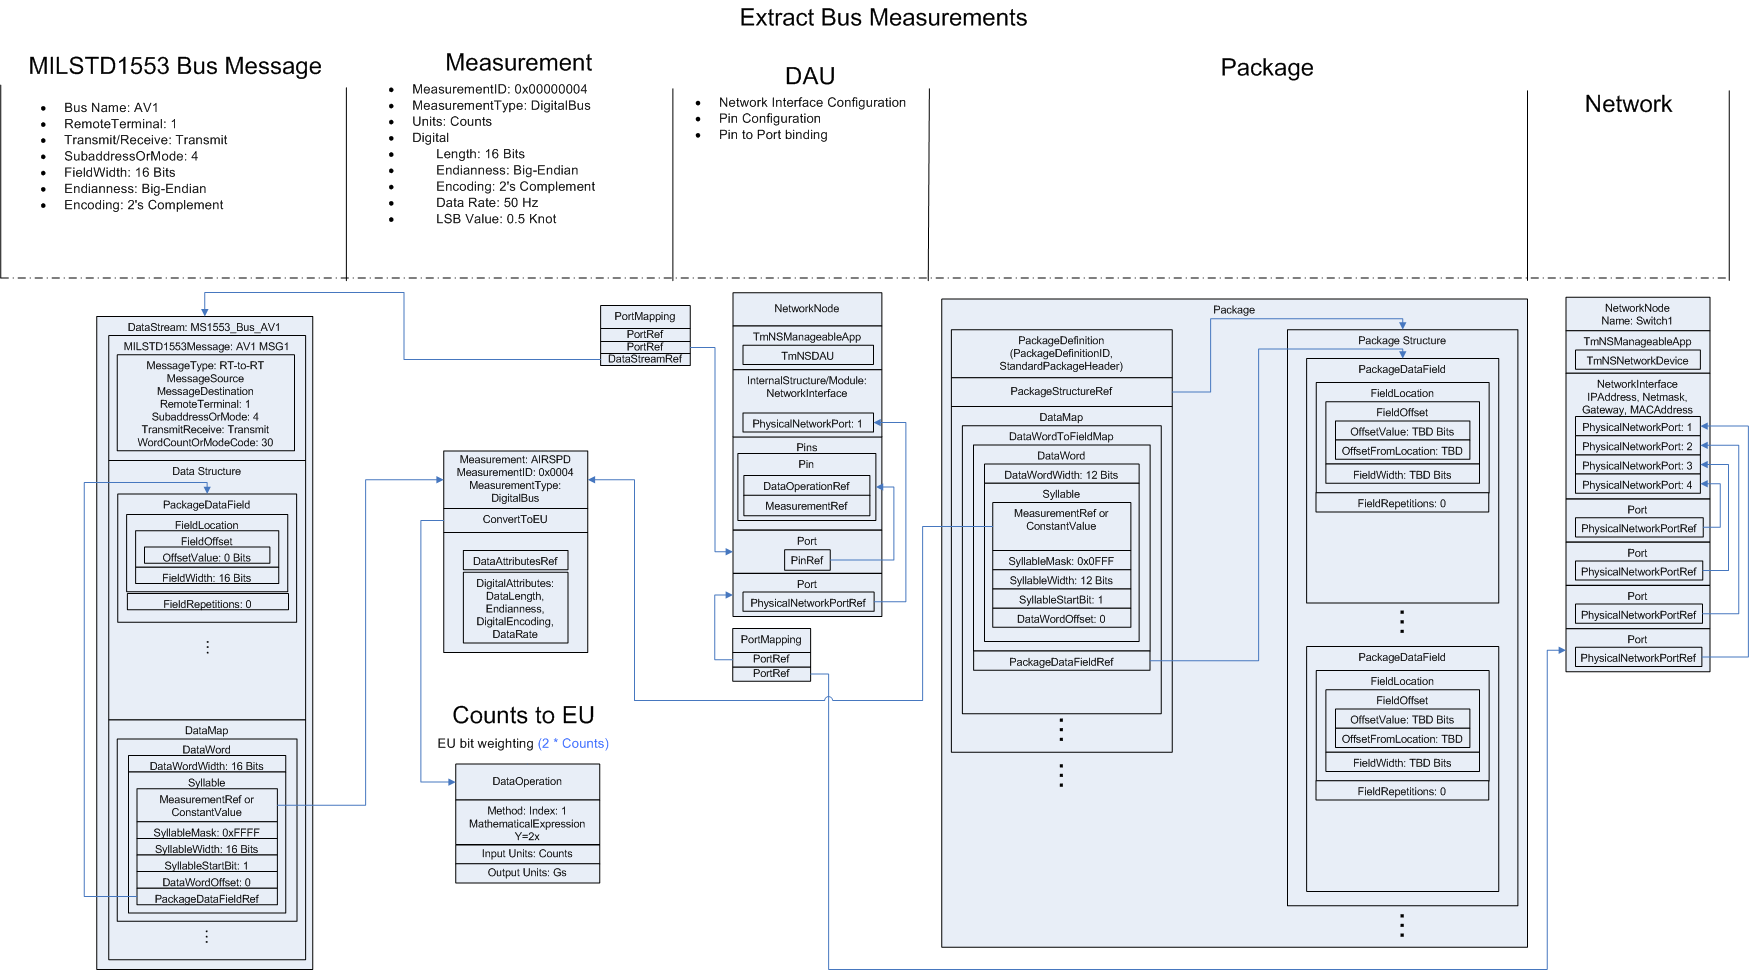 Extract Bus Measurements
MILSTD1553 Bus Message
• Bus Name: AV1
• RemoteTerminal: 1
• Transmit/Receive: Transmit
• SubaddressOrMode: 4
• FieldWidth: 16 Bits
• Endianness: Big-Endian
• Encoding: 2's Complement
Measurement
• MeasurementID: 0x00000004
• MeasurementType: DigitalBus
• Units: Counts
• Digital
• Length: 16 Bits
• Endianness: Big-Endian
• Encoding: 2's Complement
• Data Rate: 50 Hz
• LSB Value: 0.5 Knot
DAU
• Network Interface Configuration
• Pin Configuration
• Pin to Port binding
Package
Network
DataStream: MS1553_Bus_AV1
MILSTD1553Message: AV1 MSG1
MessageType: RT-to-RT
MessageSource
MessageDestination
RemoteTerminal: 1
SubaddressOrMode: 4
TransmitReceive: Transmit
WordCountOrModeCode: 30
Data Structure
PackageDataField
FieldLocation
FieldOffset
OffsetValue: 0 Bits
FieldWidth: 16 Bits
FieldRepetitions: 0
⋮
DataMap
DataWord
DataWordWidth: 16 Bits
Syllable
MeasurementRef or
ConstantValue
SyllableMask: 0xFFFF
SyllableWidth: 16 Bits
SyllableStartBit: 1
DataWordOffset: 0
PackageDataFieldRef
⋮
Measurement: AIRSPD
MeasurementID: 0x0004
MeasurementType:
DigitalBus
ConvertToEU
DataAttributesRef
DigitalAttributes:
DataLength,
Endianness,
DigitalEncoding,
DataRate
Counts to EU
EU bit weighting (2 * Counts)
DataOperation
Method: Index: 1
MathematicalExpression
Y=2x
Input Units: Counts
Output Units: Gs
PortMapping
PortRef
PortRef
DataStreamRef
NetworkNode
TmNSManageableApp
TmNSDAU
InternalStructure/Module:
NetworkInterface
PhysicalNetworkPort: 1
Pins
Pin
DataOperationRef
MeasurementRef
Port
PinRef
Port
PhysicalNetworkPortRef
PortMapping
PortRef
PortRef
Package
PackageDefinition
(PackageDefinitionID,
StandardPackageHeader)
PackageStructureRef
DataMap
DataWordToFieldMap
DataWord
DataWordWidth: 12 Bits
Syllable
MeasurementRef or
ConstantValue
SyllableMask: 0x0FFF
SyllableWidth: 12 Bits
SyllableStartBit: 1
DataWordOffset: 0
PackageDataFieldRef
⋮
⋮
Package Structure
PackageDataField
FieldLocation
FieldOffset
OffsetValue: TBD Bits
OffsetFromLocation: TBD
FieldWidth: TBD Bits
FieldRepetitions: 0
⋮
PackageDataField
FieldLocation
FieldOffset
OffsetValue: TBD Bits
OffsetFromLocation: TBD
FieldWidth: TBD Bits
FieldRepetitions: 0
⋮
NetworkNode
Name: Switch1
TmNSManageableApp
TmNSNetworkDevice
NetworkInterface
IPAddress, Netmask,
Gateway, MACAddress
PhysicalNetworkPort: 1
PhysicalNetworkPort: 2
PhysicalNetworkPort: 3
PhysicalNetworkPort: 4
Port
PhysicalNetworkPortRef
Port
PhysicalNetworkPortRef
Port
PhysicalNetworkPortRef
Port
PhysicalNetworkPortRef